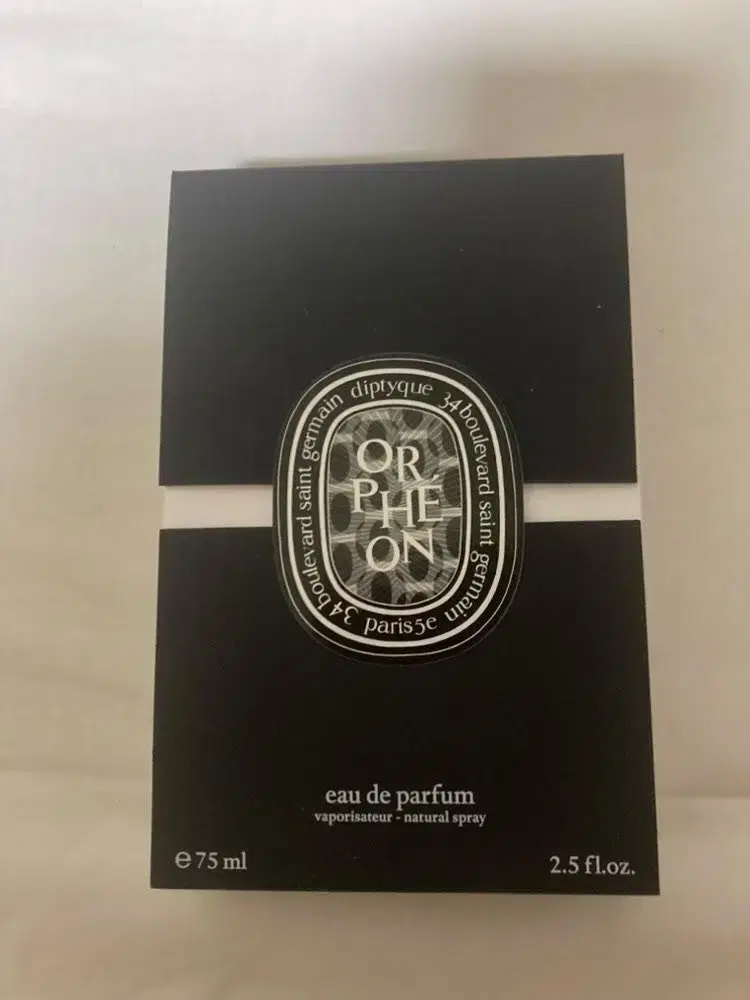 diptyque 34 boulevard saint germain paris5e 34 boulevard saint germain
OR
PHÉ
ON
eau de parfum
vaporisateur - natural spray
℮ 75 ml
2.5 fl.oz.